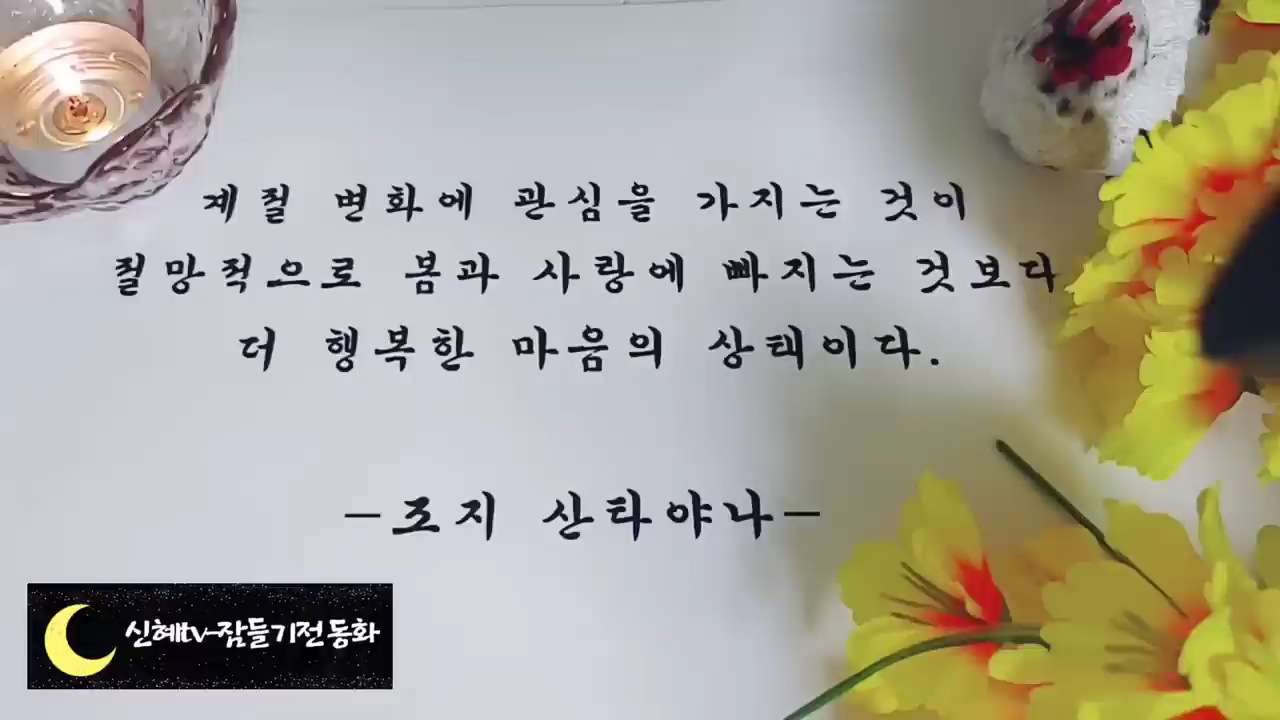 계절 변화에 관심을 가지는 것이
절망적으로 봄과 사랑에 빠지는 것보다
더 행복한 마음의 상태이다.
-조지 산타야나-
신혜tv-잠들기전 동화